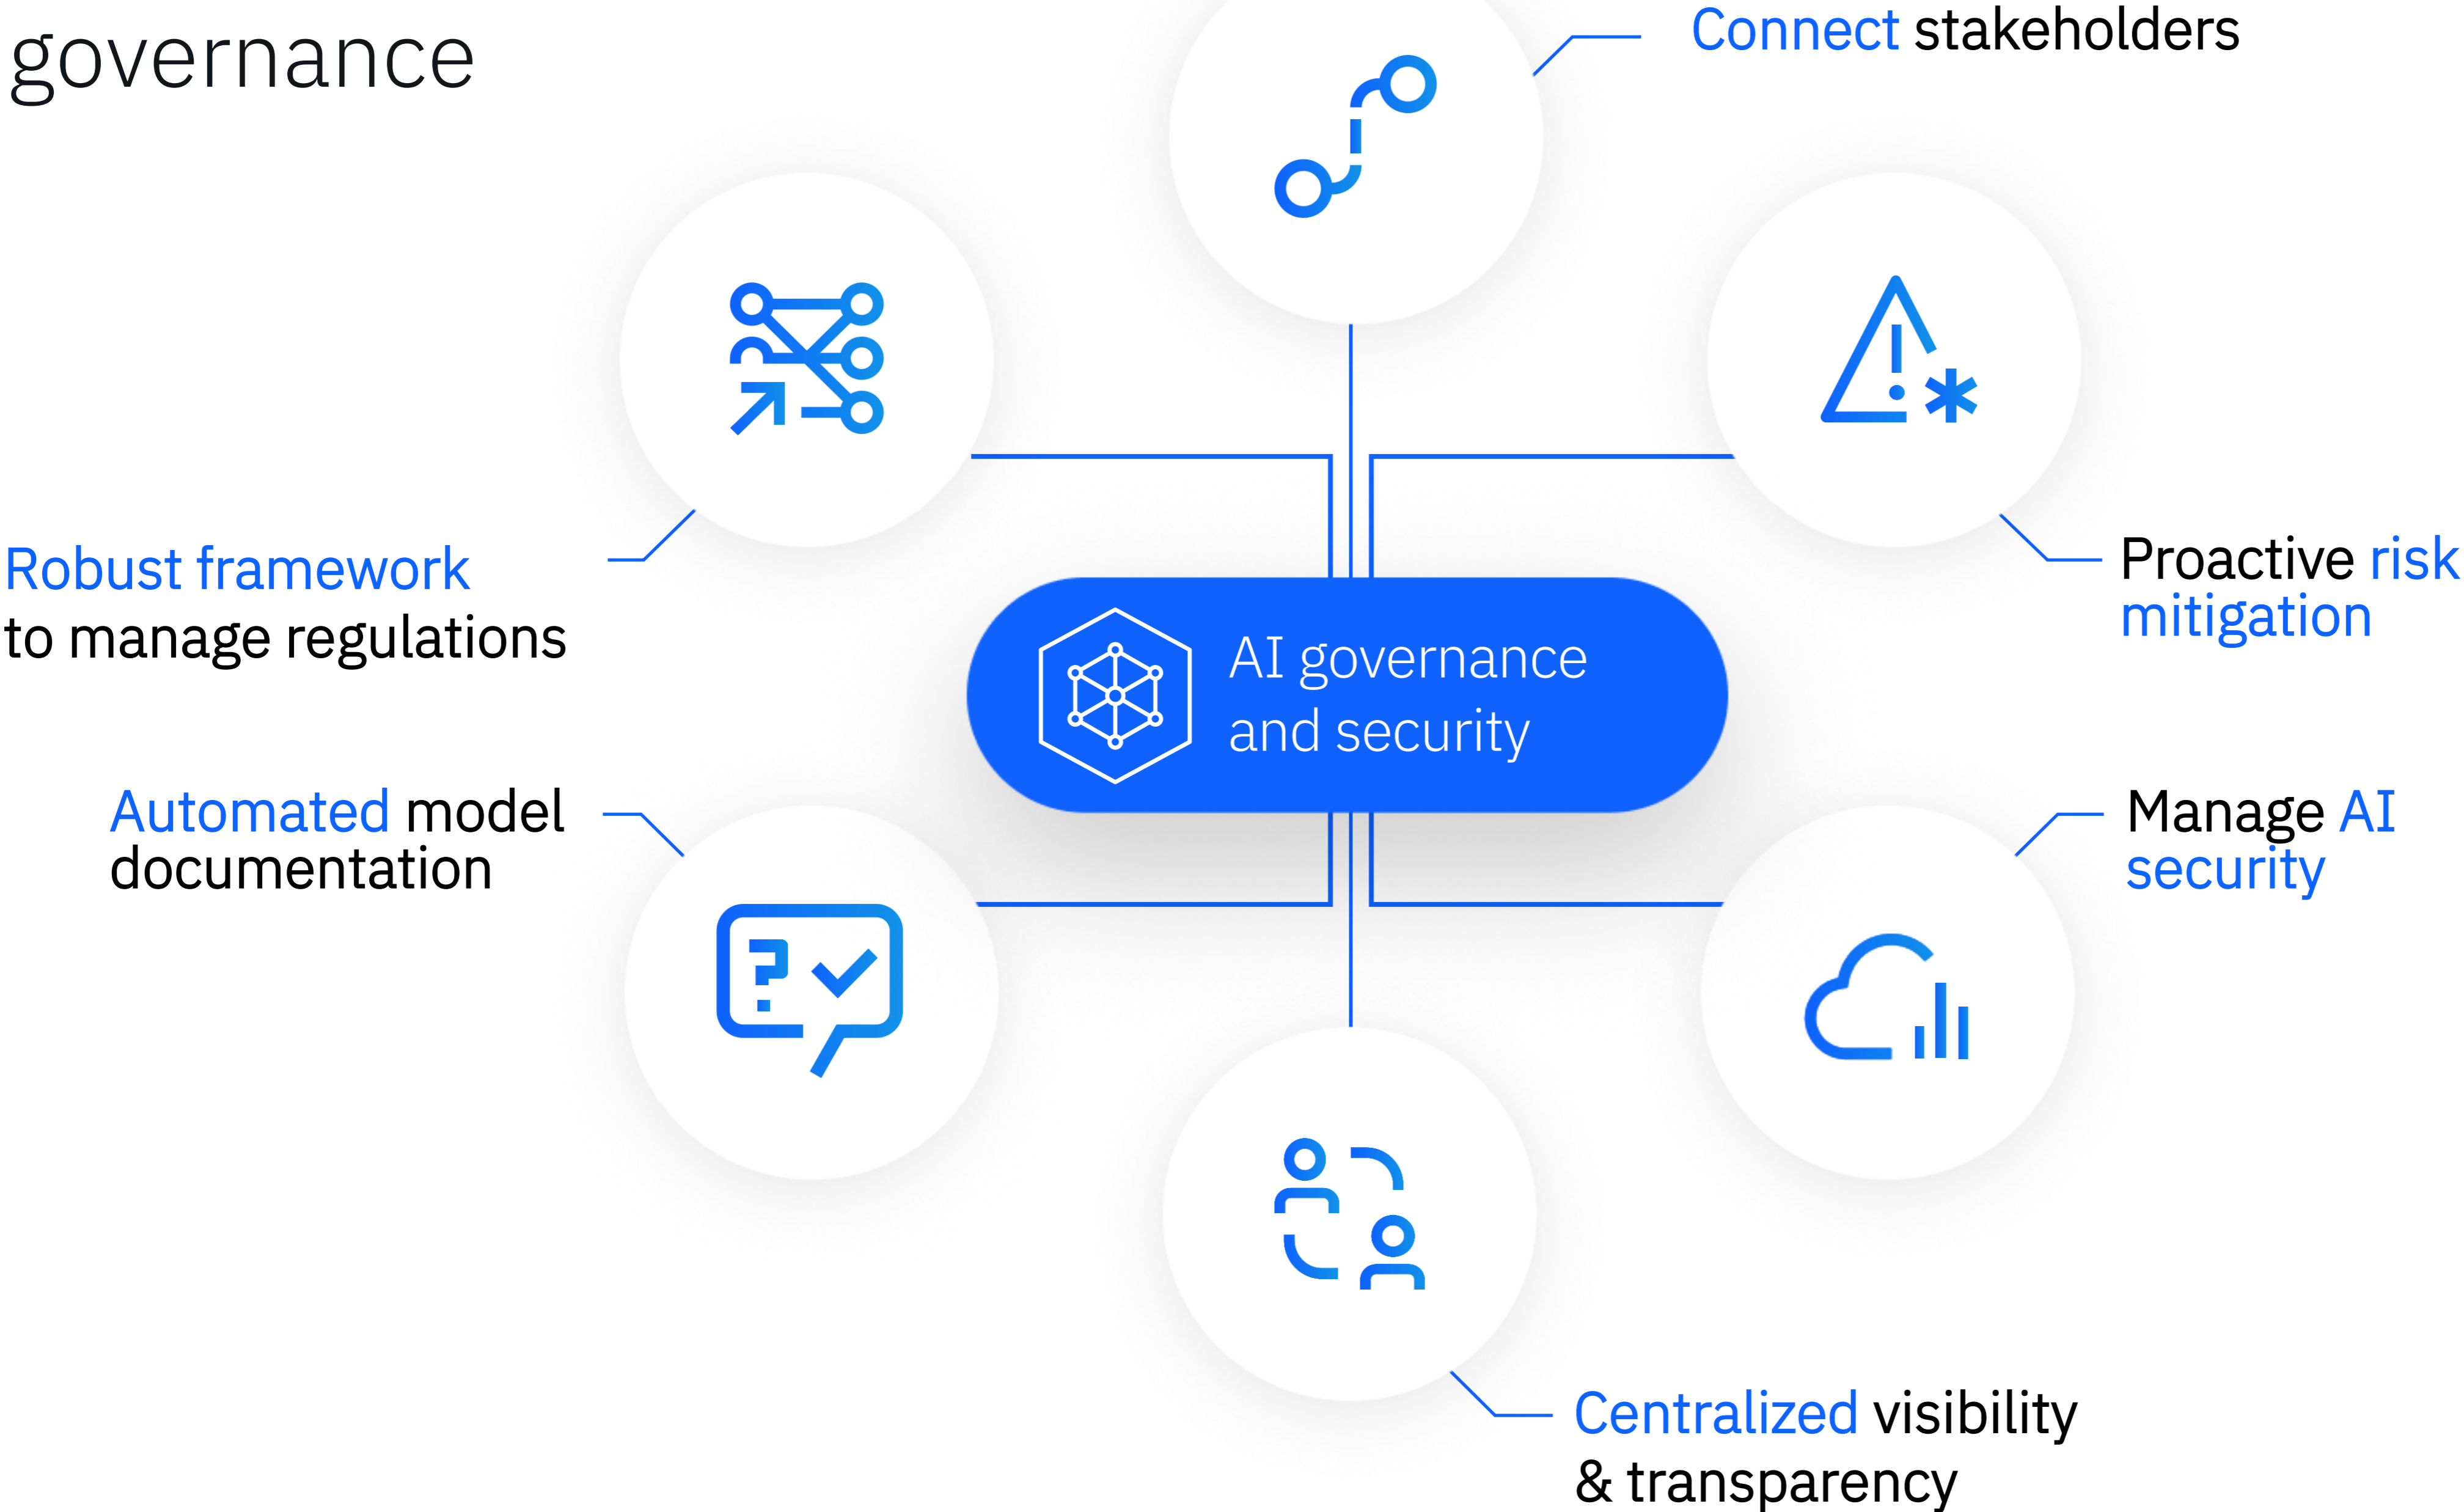 governance
Connect stakeholders
Robust framework
to manage regulations
Proactive risk
mitigation
AI governance
and security
Automated model
documentation
Manage AI
security
Centralized visibility
& transparency